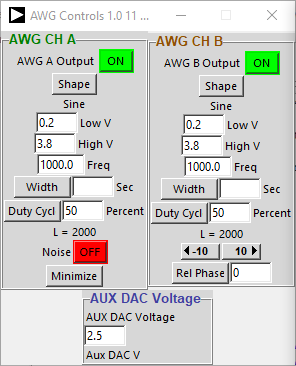 AWG Controls 1.0 11 ...
AWG CH A
AWG A Output ON
Shape
Sine
0.2 Low V
3.8 High V
1000.0 Freq
Width Sec
Duty Cycl 50 Percent
L = 2000
Noise OFF
Minimize
AWG CH B
AWG B Output ON
Shape
Sine
0.2 Low V
3.8 High V
1000.0 Freq
Width Sec
Duty Cycl 50 Percent
L = 2000
-10 10
Rel Phase 0
AUX DAC Voltage
AUX DAC Voltage
2.5
Aux DAC V